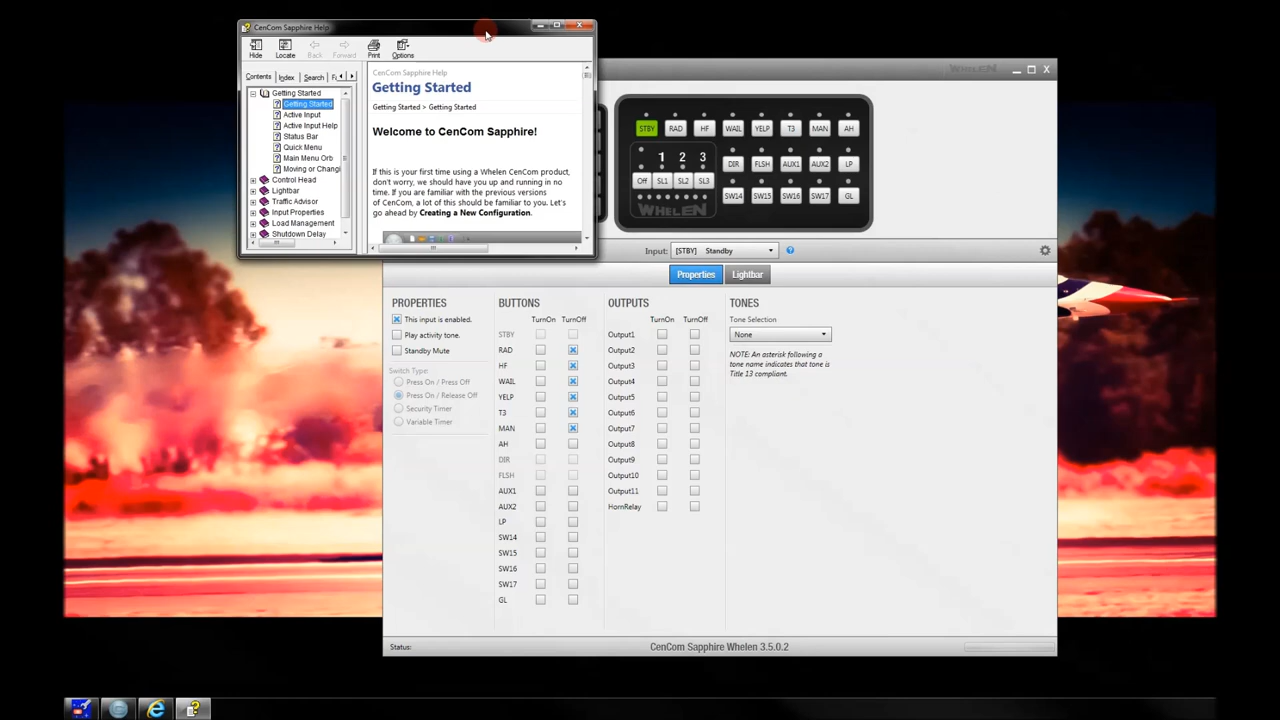 CenCom Sapphire Help
Hide
Locate
Back
Forward
Print
Options
Contents
Index
Search
Getting Started
Getting Started
Active Input
Active Input Help
Status Bar
Quick Menu
Main Menu Orb
Moving or Changi
Control Head
Lightbar
Traffic Advisor
Input Properties
Load Management
Shutdown Delay
CenCom Sapphire Help
Getting Started
Getting Started > Getting Started
Welcome to CenCom Sapphire!
If this is your first time using a Whelen CenCom product,
don't worry, we should have you up and running in no
time. If you are familiar with the previous versions
of CenCom, a lot of this should be familiar to you. Let's
go ahead by Creating a New Configuration.
WHELEN
STBY RAD HF WAIL YELP T3 MAN AH
1 2 3
DIR FLSH AUX1 AUX2 LP
Off SL1 SL2 SL3
SW14 SW15 SW16 SW17 GL
WHELEN
Input: [STBY] Standby
Properties Lightbar
PROPERTIES
This input is enabled.
Play activity tone.
Standby Mute
Switch Type:
Press On / Press Off
Press On / Release Off
Security Timer
Variable Timer
BUTTONS
TurnOn TurnOff
STBY
RAD
HF
WAIL
YELP
T3
MAN
AH
DIR
FLSH
AUX1
AUX2
LP
SW14
SW15
SW16
SW17
GL
OUTPUTS
TurnOn TurnOff
Output1
Output2
Output3
Output4
Output5
Output6
Output7
Output8
Output9
Output10
Output11
HornRelay
TONES
Tone Selection
None
NOTE: An asterisk following a
tone name indicates that tone is
Title 13 compliant.
Status:
CenCom Sapphire Whelen 3.5.0.2